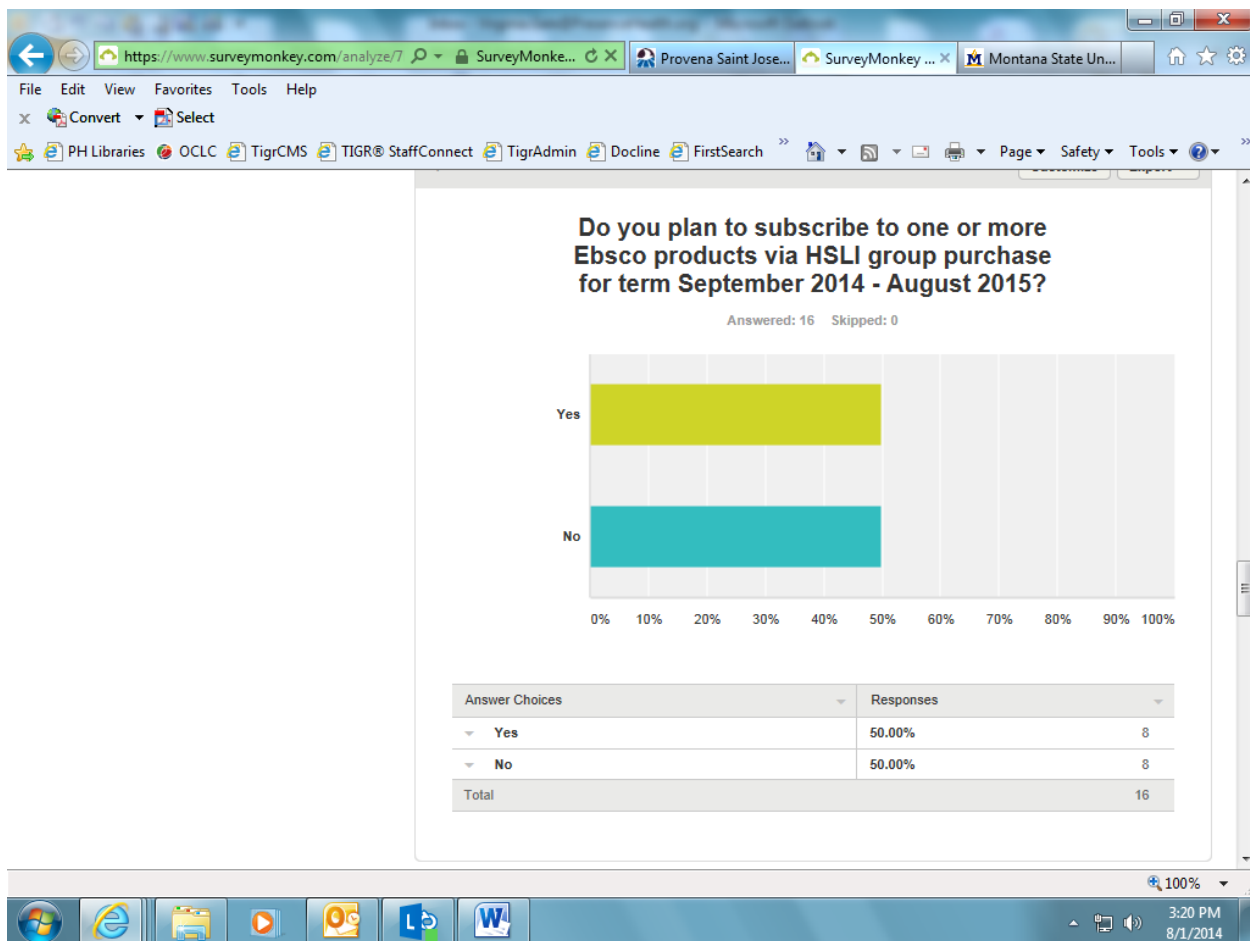 https://www.surveymonkey.com/analyze/7
SurveyMonke...
Provena Saint Jose...
SurveyMonkey ...
Montana State Un...
File Edit View Favorites Tools Help
x Convert Select
PH Libraries OCLC TigrCMS TIGR® StaffConnect TigrAdmin Docline FirstSearch » Page Safety Tools »
Do you plan to subscribe to one or more
Ebsco products via HSLI group purchase
for term September 2014 - August 2015?
Answered: 16 Skipped: 0
Yes
No
0% 10% 20% 30% 40% 50% 60% 70% 80% 90% 100%
Answer Choices Responses
Yes 50.00% 8
No 50.00% 8
Total 16
100%
3:20 PM
8/1/2014